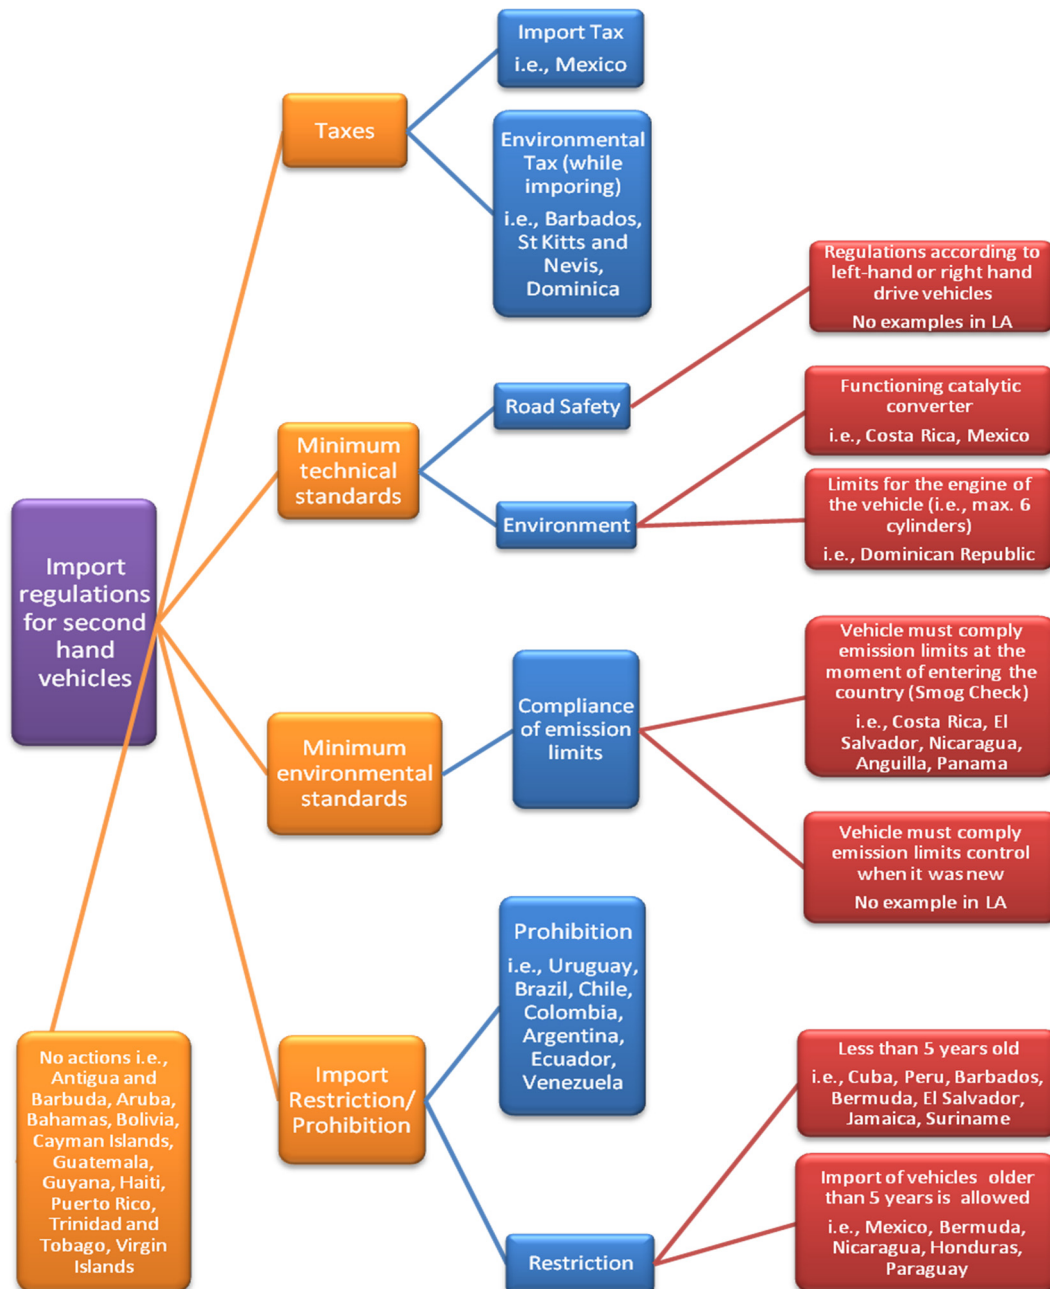 Import Tax
i.e., Mexico
Taxes
Environmental
Tax (while
imporing)
i.e., Barbados,
St Kitts and
Nevis,
Dominica
Regulations according to
left-hand or right hand
drive vehicles
No examples in LA
Road Safety
Functioning catalytic
converter
i.e., Costa Rica, Mexico
Minimum
technical
standards
Environment
Limits for the engine of
the vehicle (i.e., max. 6
cylinders)
i.e., Dominican Republic
Import
regulations
for second
hand
vehicles
Vehicle must comply
emission limits at the
moment of entering the
country (Smog Check)
i.e., Costa Rica, El
Salvador, Nicaragua,
Anguilla, Panama
Compliance
of emission
limits
Minimum
environmental
standards
Vehicle must comply
emission limits control
when it was new
No example in LA
Prohibition
i.e., Uruguay,
Brazil, Chile,
Colombia,
Argentina,
Ecuador,
Venezuela
No actions i.e.,
Antigua and
Barbuda, Aruba,
Bahamas, Bolivia,
Cayman Islands,
Guatemala,
Guyana, Haiti,
Puerto Rico,
Trinidad and
Tobago, Virgin
Islands
Import
Restriction/
Prohibition
Less than 5 years old
i.e., Cuba, Peru, Barbados,
Bermuda, El Salvador,
Jamaica, Suriname
Import of vehicles older
than 5 years is allowed
i.e., Mexico, Bermuda,
Nicaragua, Honduras,
Paraguay
Restriction